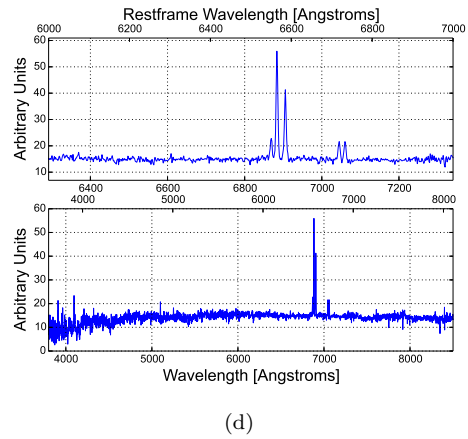 Restframe Wavelength [Angstroms]
6000 6200 6400 6600 6800 7000
Arbitrary Units
60
50
40
30
20
10
6400 6600 6800 7000 7200
4000 5000 6000 7000 8000
Arbitrary Units
60
50
40
30
20
10
0
4000 5000 6000 7000 8000
Wavelength [Angstroms]
(d)